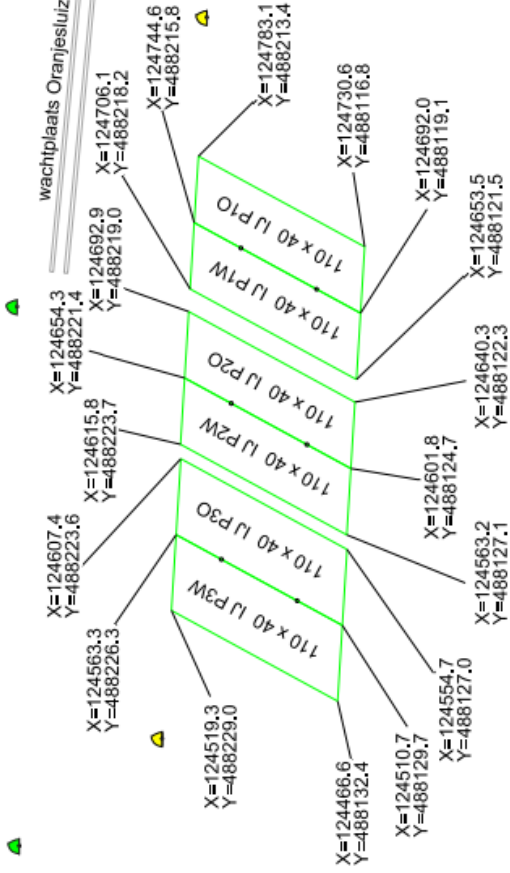 wachtplaats Oranjesluiz
X=124744.6
Y=488215.8
X=124706.1
Y=488218.2
X=124783.1
Y=488213.4
X=124692.9
Y=488219.0
X=124654.3
Y=488221.4
X=124615.8
Y=488223.7
X=124607.4
Y=488223.6
X=124563.3
Y=488226.3
X=124519.3
Y=488229.0
110 x 40 IJ P1O
110 x 40 IJ P1W
110 x 40 IJ P2O
110 x 40 IJ P2W
110 x 40 IJ P3O
110 x 40 IJ P3W
X=124730.6
Y=488116.8
X=124692.0
Y=488119.1
X=124653.5
Y=488121.5
X=124640.3
Y=488122.3
X=124601.8
Y=488124.7
X=124563.2
Y=488127.1
X=124554.7
Y=488127.0
X=124510.7
Y=488129.7
X=124466.6
Y=488132.4